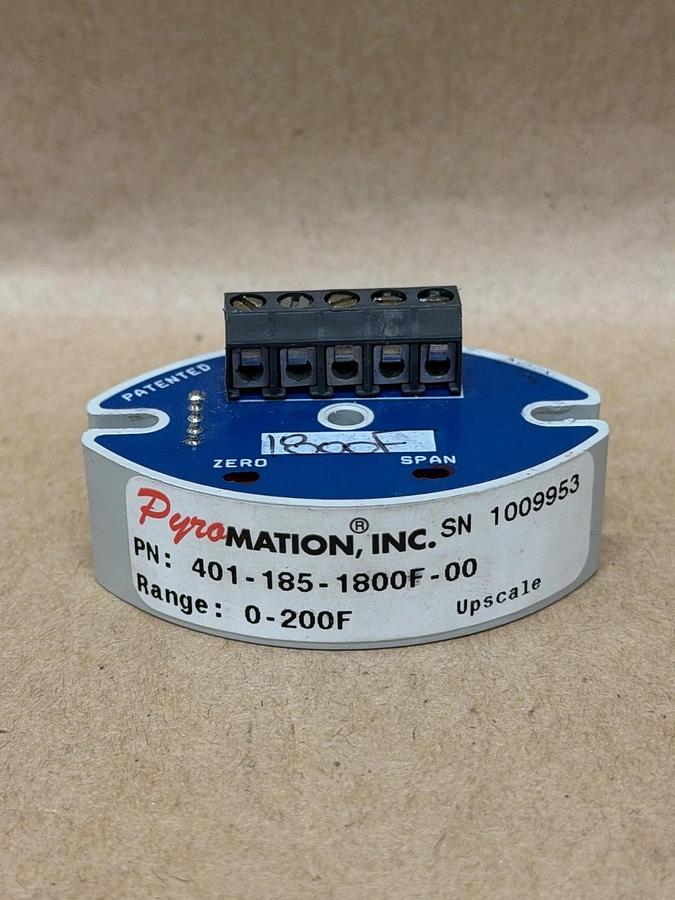 PATENTED
1800F
ZERO SPAN
PyroMATION, INC.® SN 1009953
PN: 401-185-1800F-00
Range: 0-200F Upscale